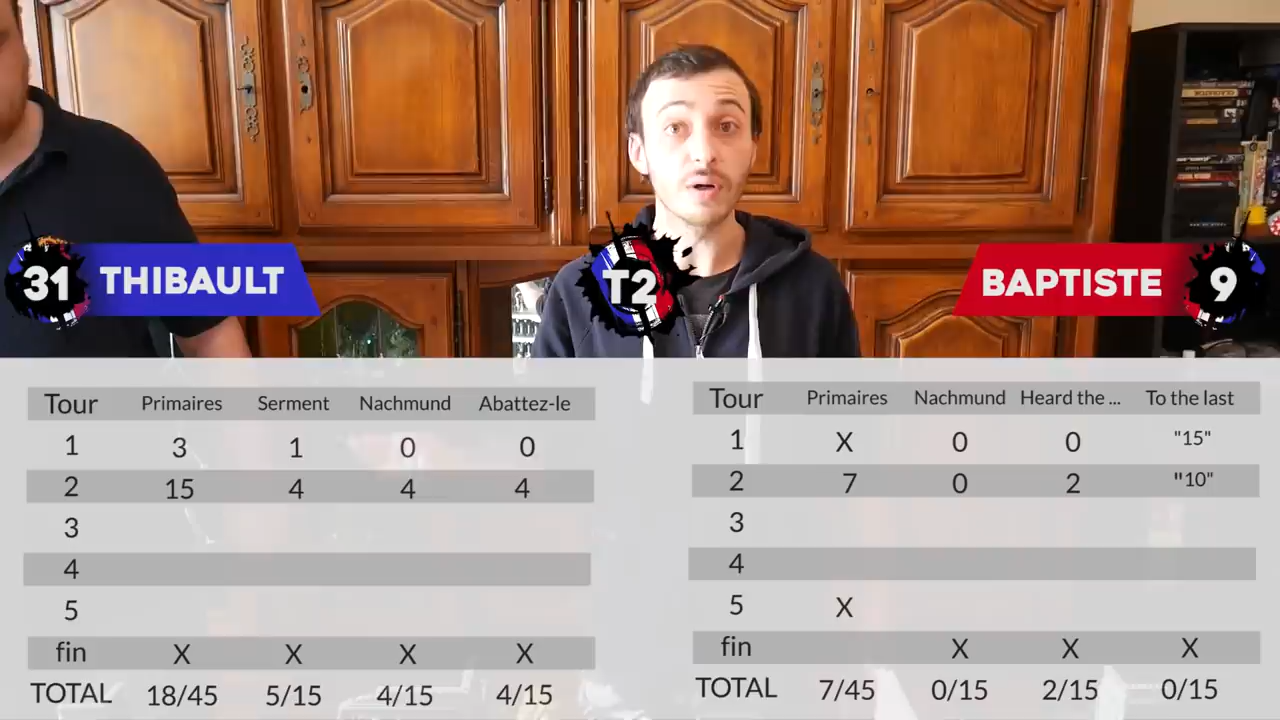 31 THIBAULT T2 BAPTISTE 9
Tour Primaires Serment Nachmund Abattez-le
1 3 1 0 0
2 15 4 4 4
3
4
5
fin X X X X
TOTAL 18/45 5/15 4/15 4/15
Tour Primaires Nachmund Heard the ... To the last
1 X 0 0 "15"
2 7 0 2 "10"
3
4
5 X
fin X X X
TOTAL 7/45 0/15 2/15 0/15